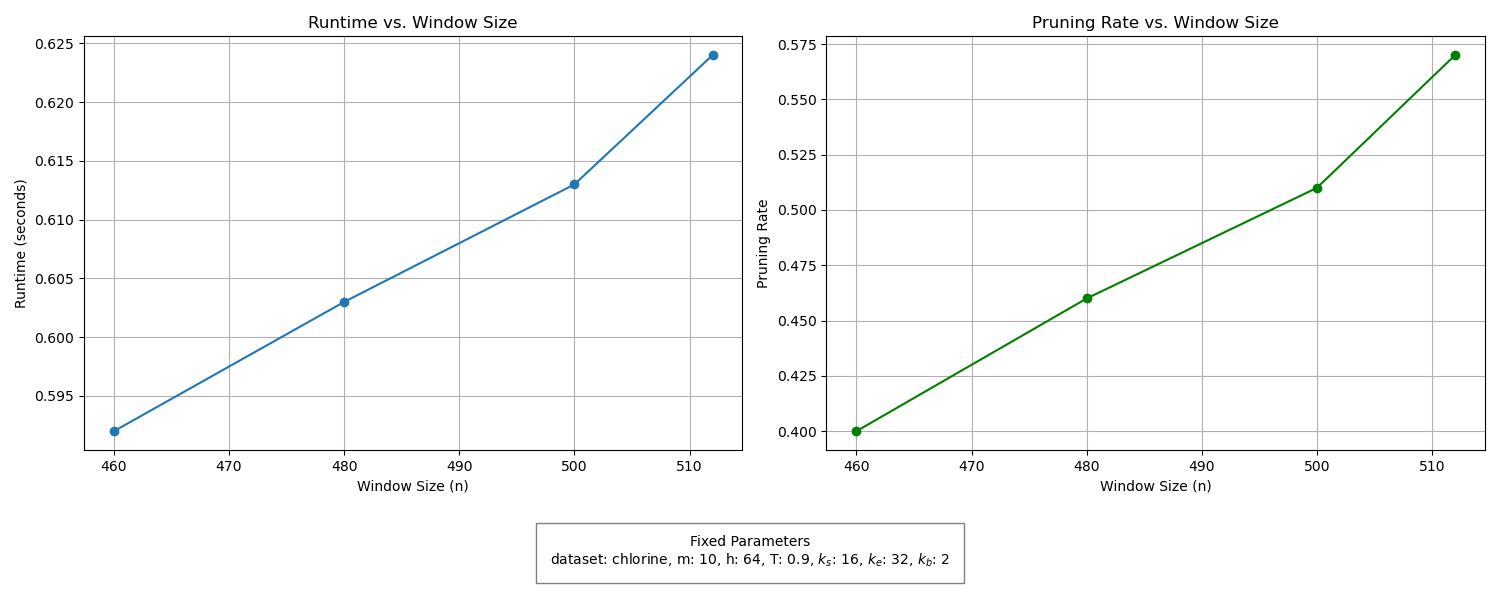 Runtime vs. Window Size
0.625
0.620
0.615
0.610
0.605
0.600
0.595
Runtime (seconds)
460 470 480 490 500 510
Window Size (n)
Pruning Rate vs. Window Size
0.575
0.550
0.525
0.500
0.475
0.450
0.425
0.400
Pruning Rate
460 470 480 490 500 510
Window Size (n)
Fixed Parameters
dataset: chlorine, m: 10, h: 64, T: 0.9, k_s: 16, k_e: 32, k_b: 2